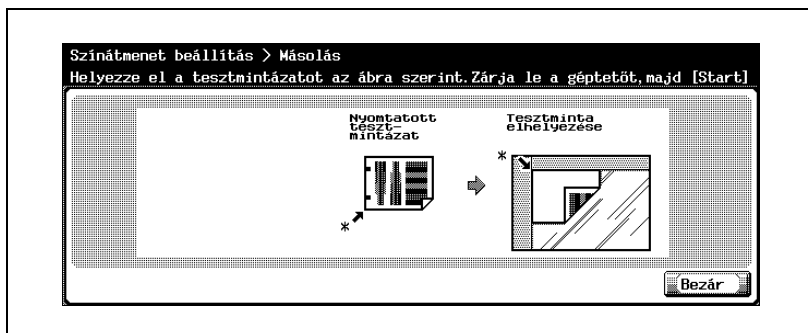 Színátmenet beállítás > Másolás
Helyezze el a tesztmintázatot az ábra szerint.Zárja le a géptetőt,majd [Start]
Nyomtatott
teszt-
mintázat
Tesztminta
elhelyezése
*
*
Bezár